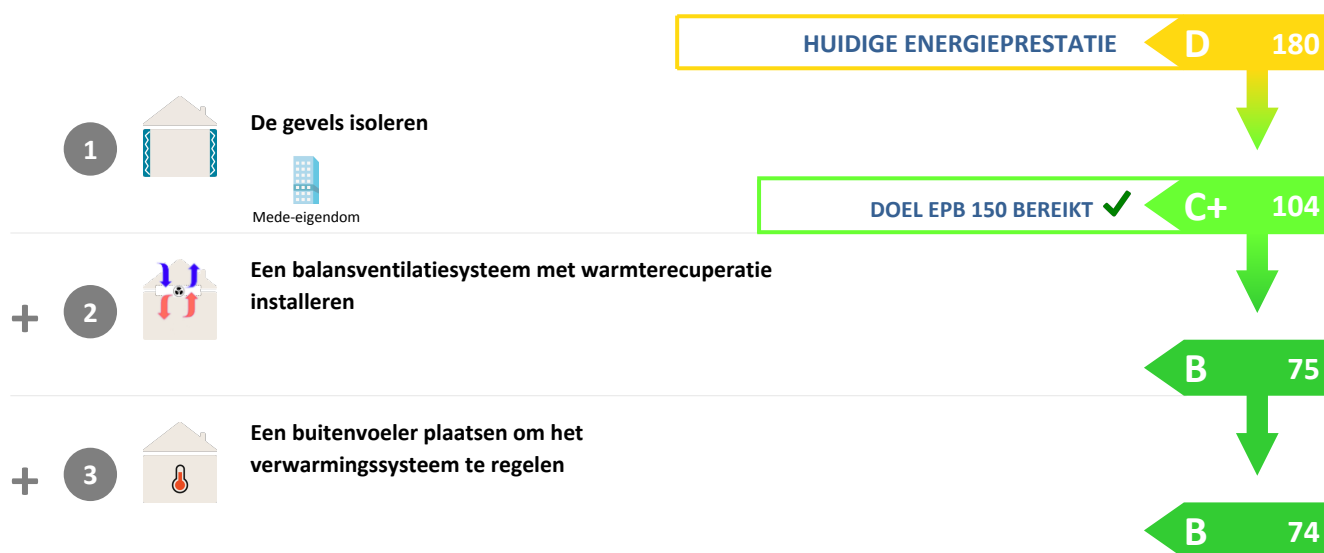 HUIDIGE ENERGIEPRESTATIE D 180
1 De gevels isoleren
Mede-eigendom
DOEL EPB 150 BEREIKT ✔ C+ 104
+ 2 Een balansventilatiesysteem met warmterecuperatie
installeren
B 75
+ 3 Een buitenvoeler plaatsen om het
verwarmingssysteem te regelen
B 74